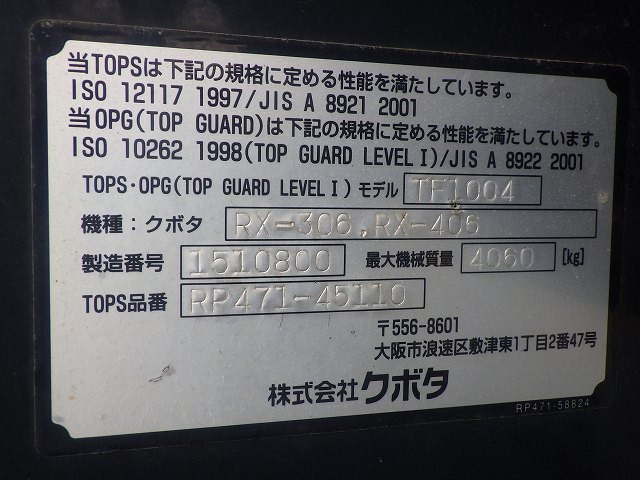 当TOPSは下記の規格に定める性能を満たしています。
ISO 12117 1997/JIS A 8921 2001
当OPG(TOP GUARD)は下記の規格に定める性能を満たしています。
ISO 10262 1998(TOP GUARD LEVEL I)/JIS A 8922 2001
TOPS・OPG(TOP GUARD LEVEL I) モデル TF1004
機種：クボタ RX-306,RX-406
製造番号 1510800 最大機械質量 4060 [kg]
TOPS品番 RP471-45110
〒556-8601
大阪市浪速区敷津東1丁目2番47号
株式会社クボタ
RP471-58824